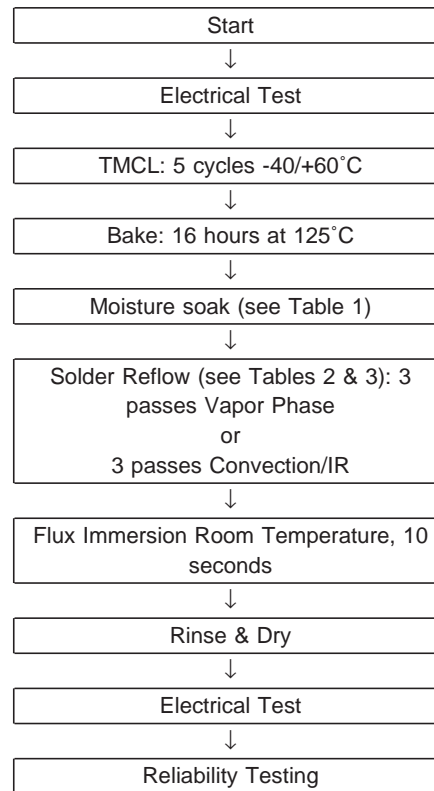 Start
↓
Electrical Test
↓
TMCL: 5 cycles -40/+60˚C
↓
Bake: 16 hours at 125˚C
↓
Moisture soak (see Table 1)
↓
Solder Reflow (see Tables 2 & 3): 3
passes Vapor Phase
or
3 passes Convection/IR
↓
Flux Immersion Room Temperature, 10
seconds
↓
Rinse & Dry
↓
Electrical Test
↓
Reliability Testing